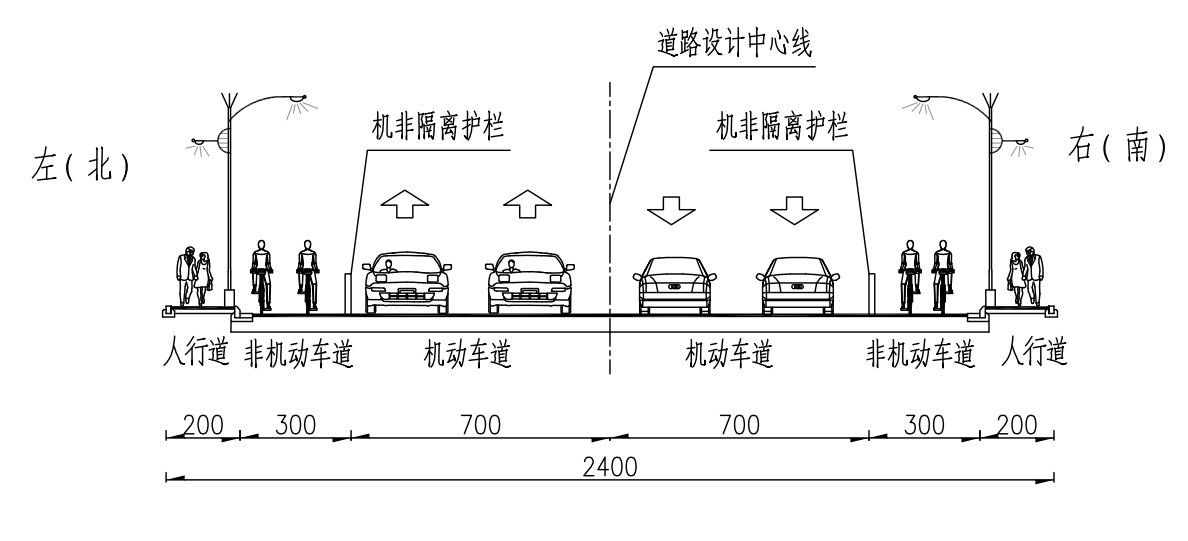 道路设计中心线
机非隔离护栏
机非隔离护栏
左(北)
右(南)
人行道
非机动车道
机动车道
机动车道
非机动车道
人行道
200
300
700
700
300
200
2400